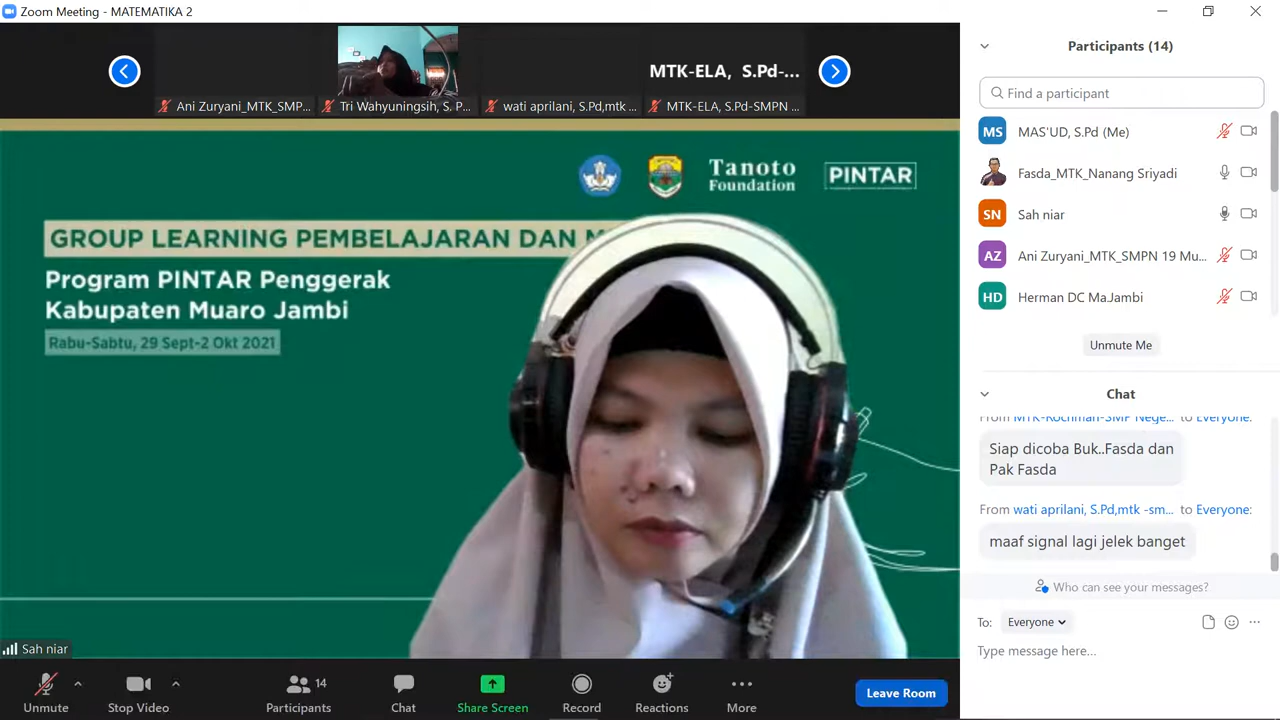 Zoom Meeting - MATEMATIKA 2
Ani Zuryani_MTK_SMP...
Tri Wahyuningsih, S. P...
wati aprilani, S.Pd,mtk ...
MTK-ELA, S.Pd-...
MTK-ELA, S.Pd-SMPN ...
Tanoto
Foundation
PINTAR
GROUP LEARNING PEMBELAJARAN DAN M
Program PINTAR Penggerak
Kabupaten Muaro Jambi
Rabu-Sabtu, 29 Sept-2 Okt 2021
Sah niar
Unmute
Stop Video
14
Participants
Chat
Share Screen
Record
Reactions
More
Leave Room
Participants (14)
Find a participant
MS MAS'UD, S.Pd (Me)
Fasda_MTK_Nanang Sriyadi
SN Sah niar
AZ Ani Zuryani_MTK_SMPN 19 Mu...
HD Herman DC MaJambi
Unmute Me
Chat
From MTK-Rochman-SMP Nege... to Everyone:
Siap dicoba Buk..Fasda dan
Pak Fasda
From wati aprilani, S.Pd,mtk -sm... to Everyone:
maaf signal lagi jelek banget
Who can see your messages?
To: Everyone
Type message here...